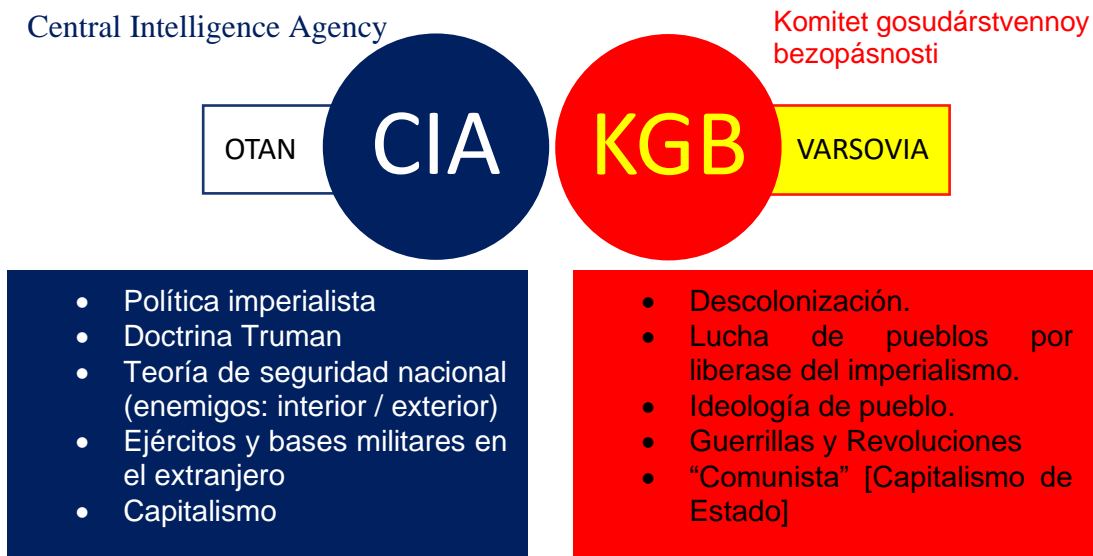 Central Intelligence Agency
Komitet gosudárstvennoy
bezopásnosti
OTAN
CIA
KGB
VARSOVIA
• Política imperialista
• Doctrina Truman
• Teoría de seguridad nacional
(enemigos: interior / exterior)
• Ejércitos y bases militares en
el extranjero
• Capitalismo
• Descolonización.
• Lucha de pueblos por
liberase del imperialismo.
• Ideología de pueblo.
• Guerrillas y Revoluciones
• “Comunista” [Capitalismo de
Estado]